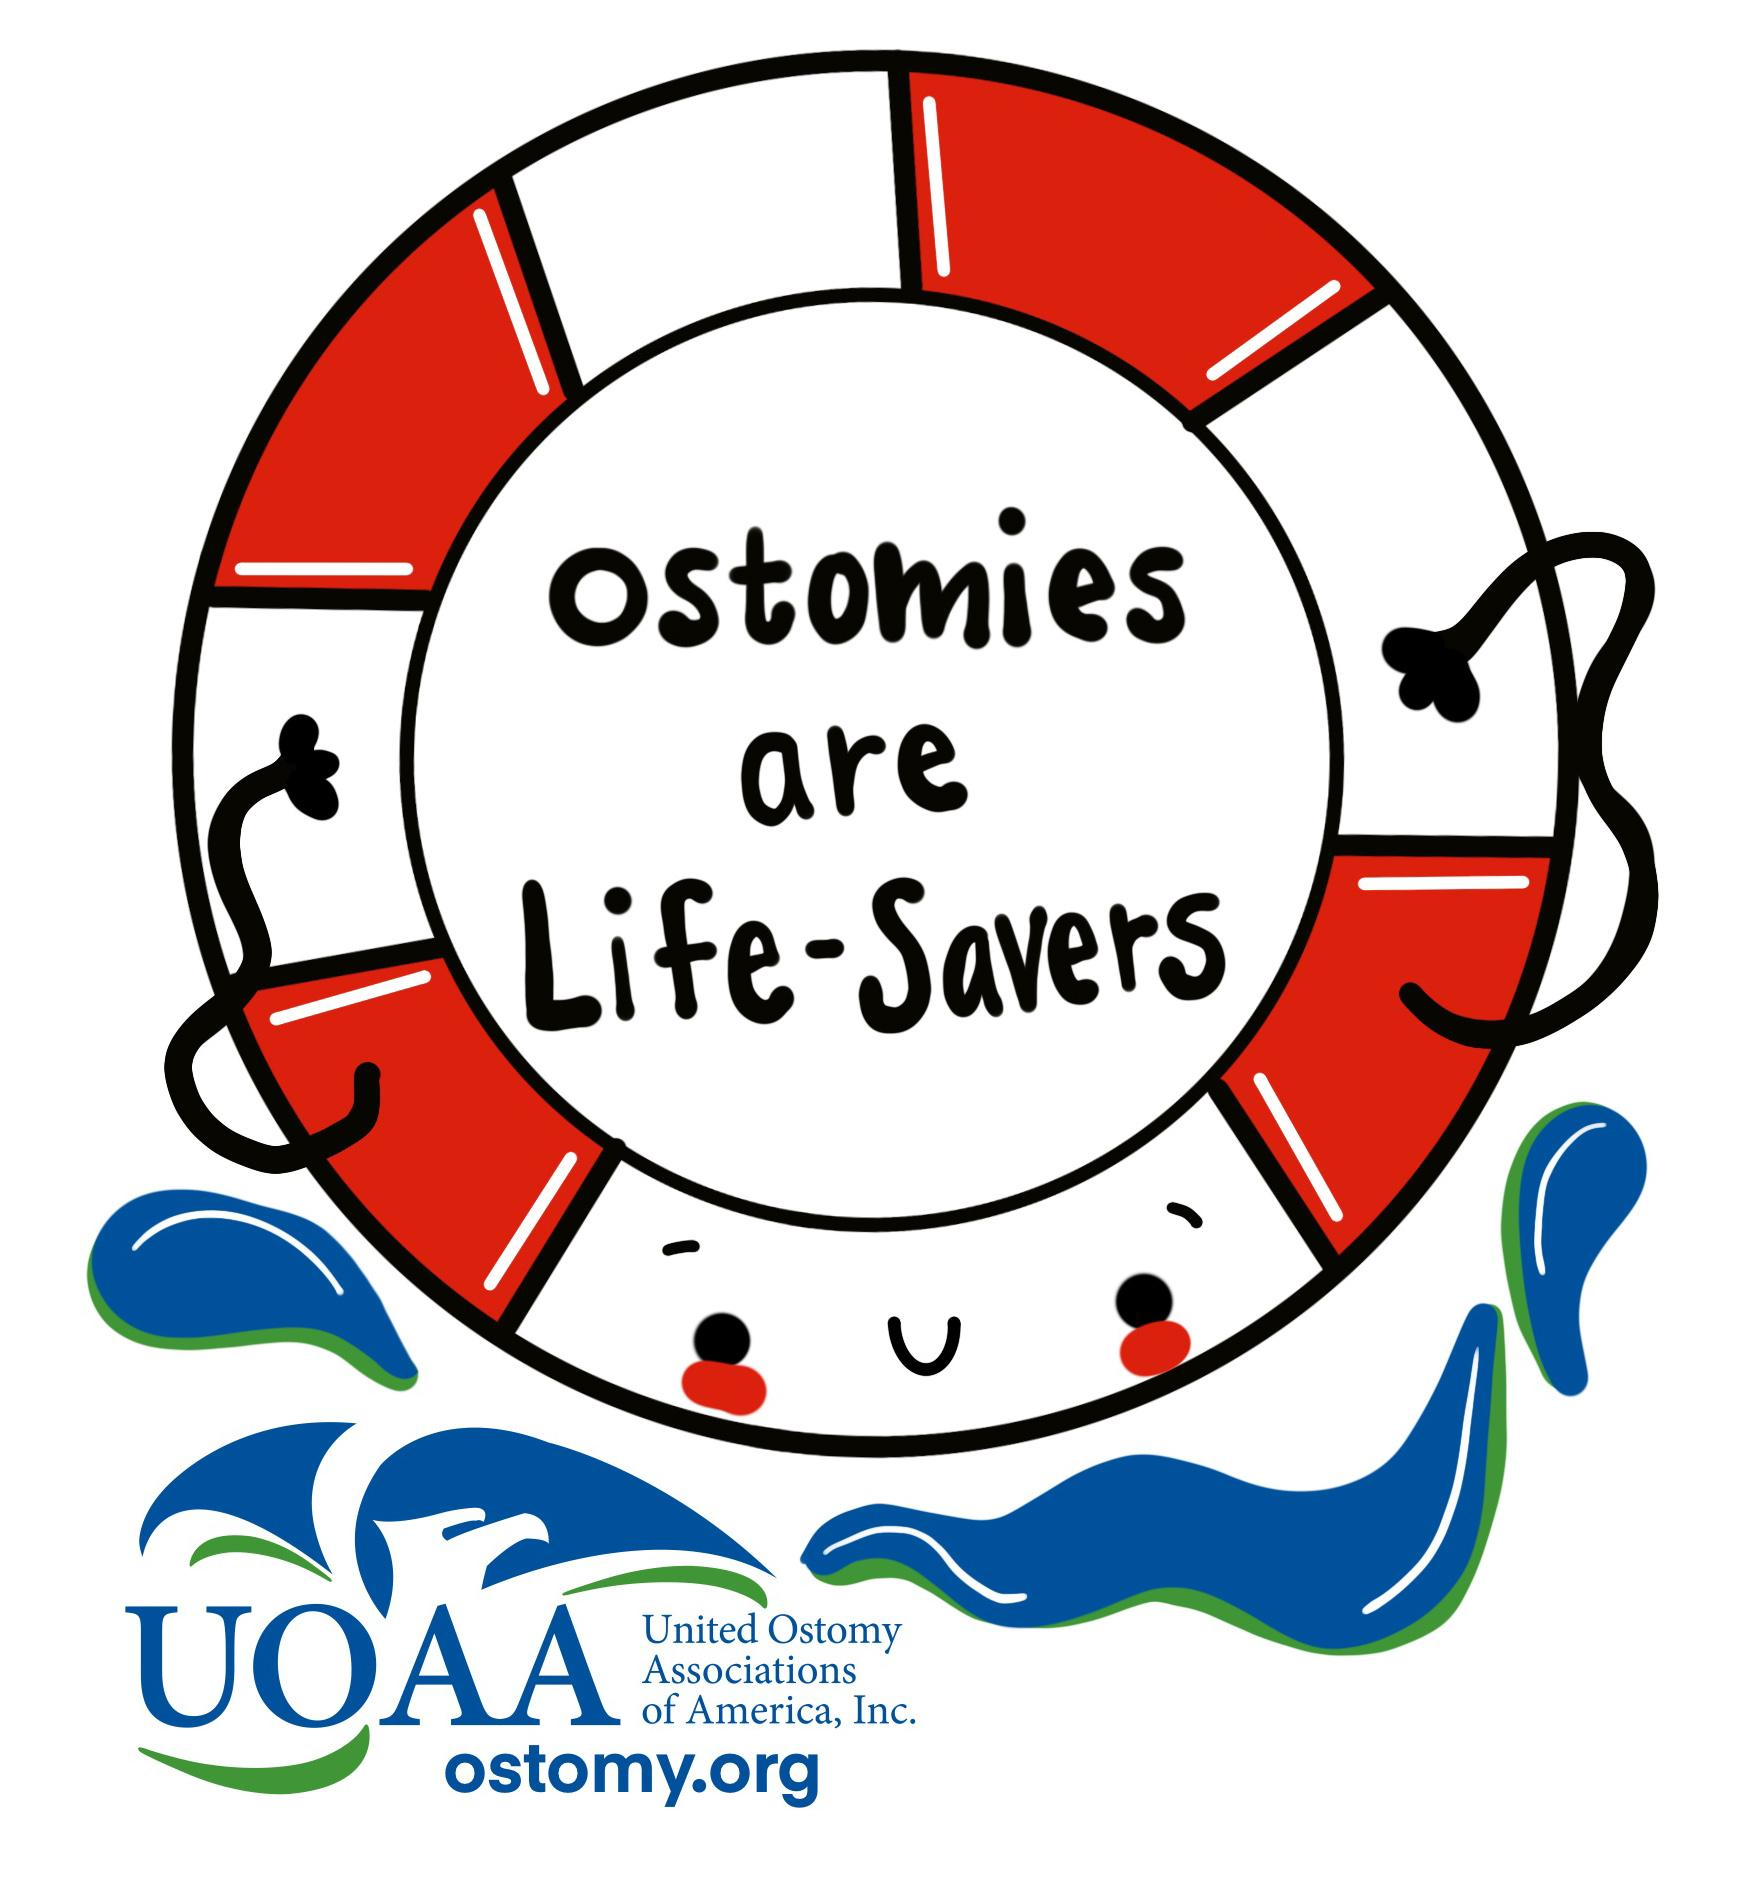 ostomies
are
Life-Savers
UOAA
United Ostomy
Associations
of America, Inc.
ostomy.org